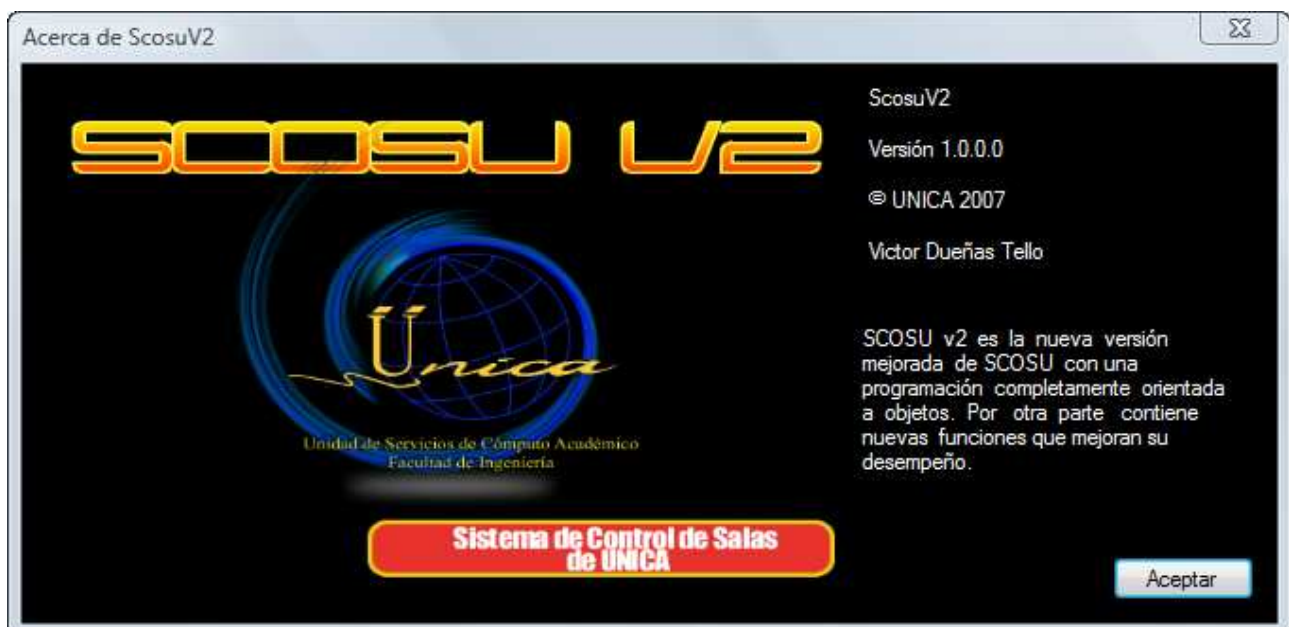 Acerca de ScosuV2
SCOSU V2
Única
Unidad de Servicios de Cómputo Académico
Facultad de Ingeniería
Sistema de Control de Salas
de UNICA
ScosuV2
Versión 1.0.0.0
© UNICA 2007
Victor Dueñas Tello
SCOSU v2 es la nueva versión
mejorada de SCOSU con una
programación completamente orientada
a objetos. Por otra parte contiene
nuevas funciones que mejoran su
desempeño.
Aceptar